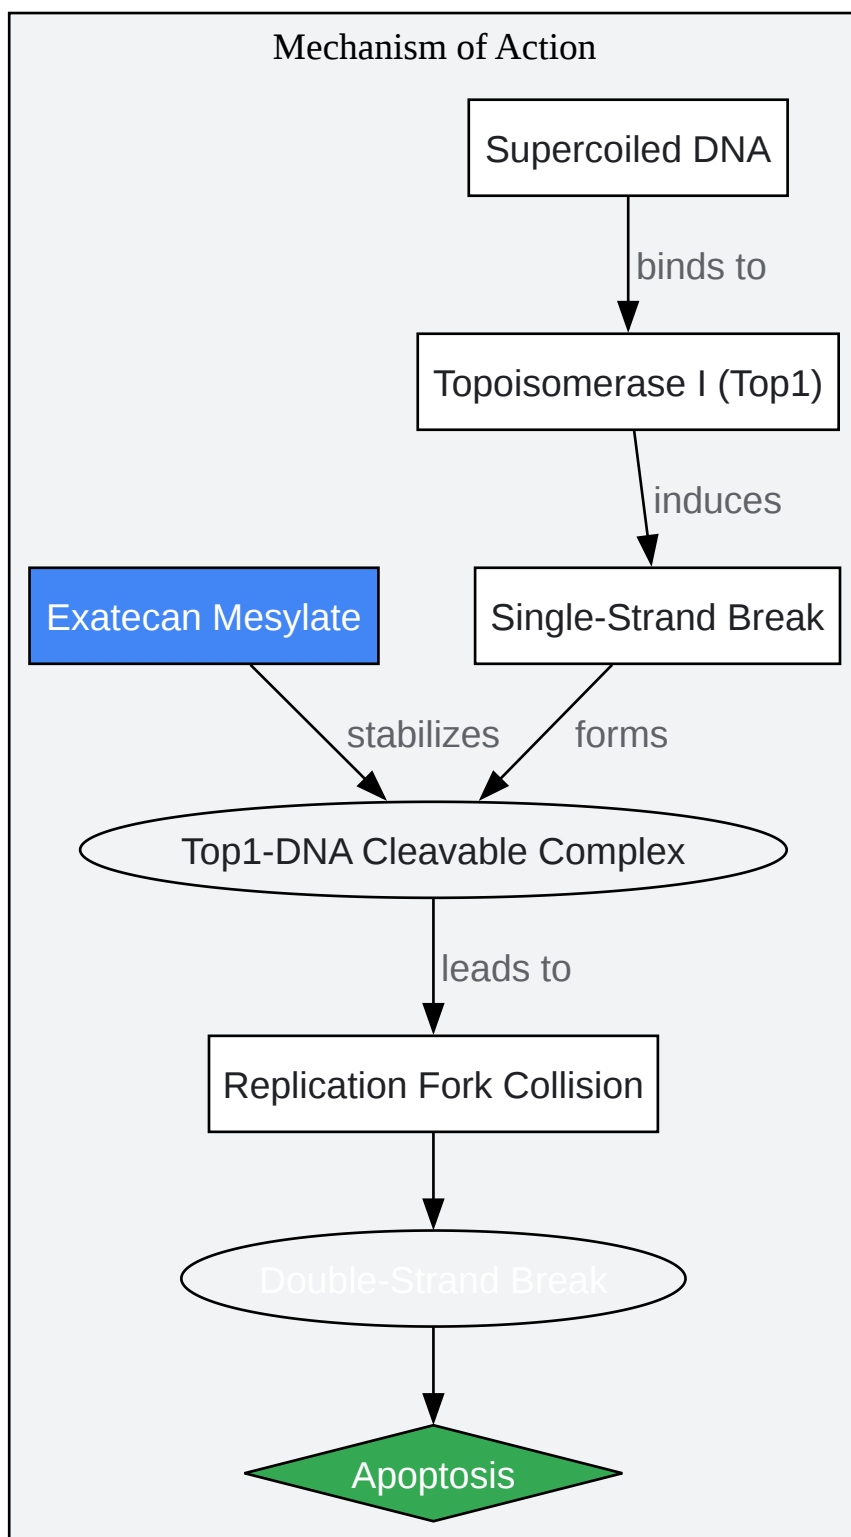 Mechanism of Action
Supercoiled DNA
binds to
Topoisomerase I (Top1)
induces
Exatecan Mesylate
Single-Strand Break
stabilizes
forms
Top1-DNA Cleavable Complex
leads to
Replication Fork Collision
Double-Strand Break
Apoptosis